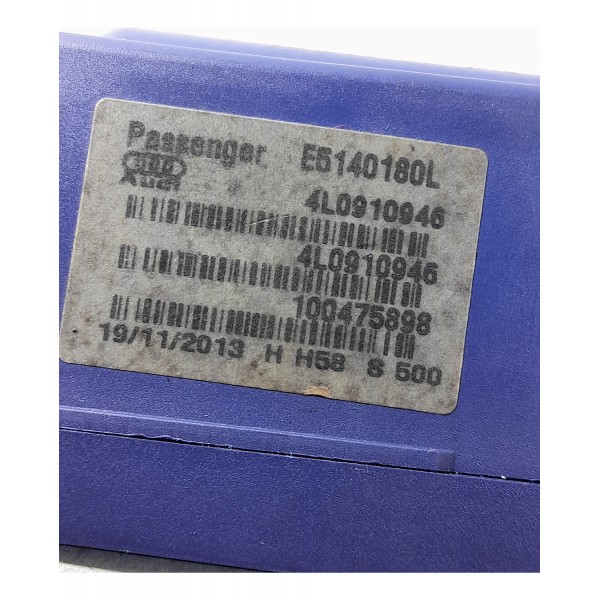 Passenger E5140180L
Audi
4L0910946
4L0910946
100475898
19/11/2013 H H58 S 500